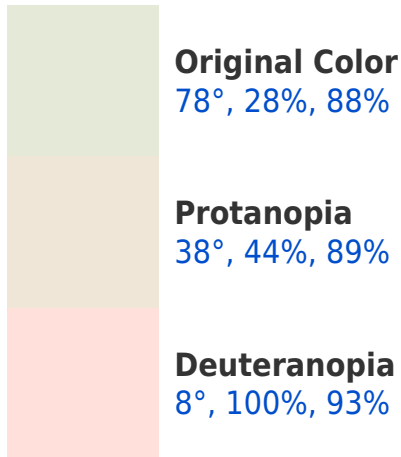 Original Color
78°, 28%, 88%
Protanopia
38°, 44%, 89%
Deuteranopia
8°, 100%, 93%